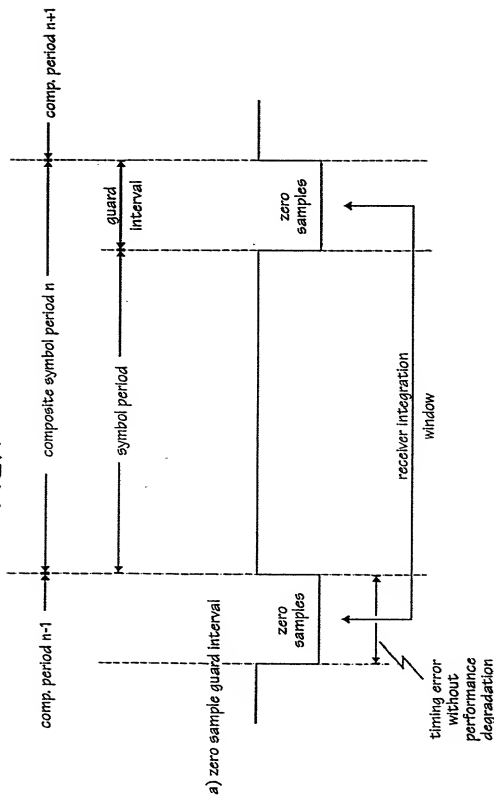 comp. period n-1
composite symbol period n
comp. period n+1
symbol period
guard
interval
a) zero sample guard interval
zero
samples
zero
samples
receiver integration
window
timing error
without
performance
degradation